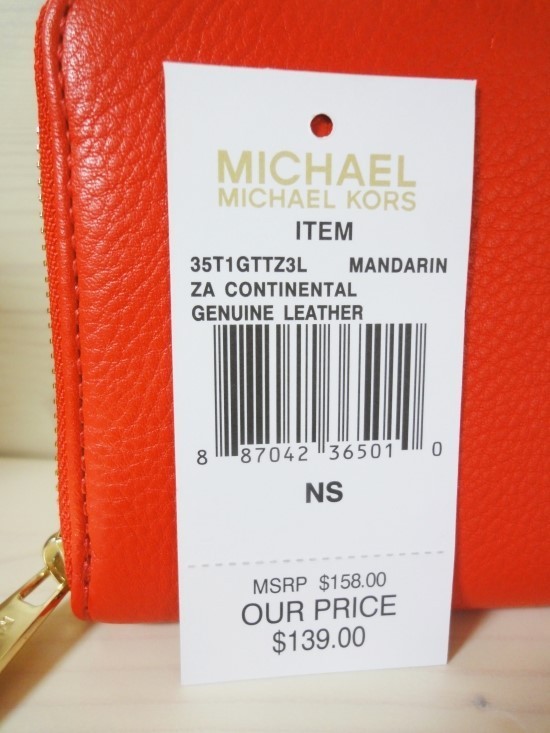 MICHAEL
MICHAEL KORS
ITEM
35T1GTTZ3L MANDARIN
ZA CONTINENTAL
GENUINE LEATHER
8 87042 36501 0
NS
MSRP $158.00
OUR PRICE
$139.00